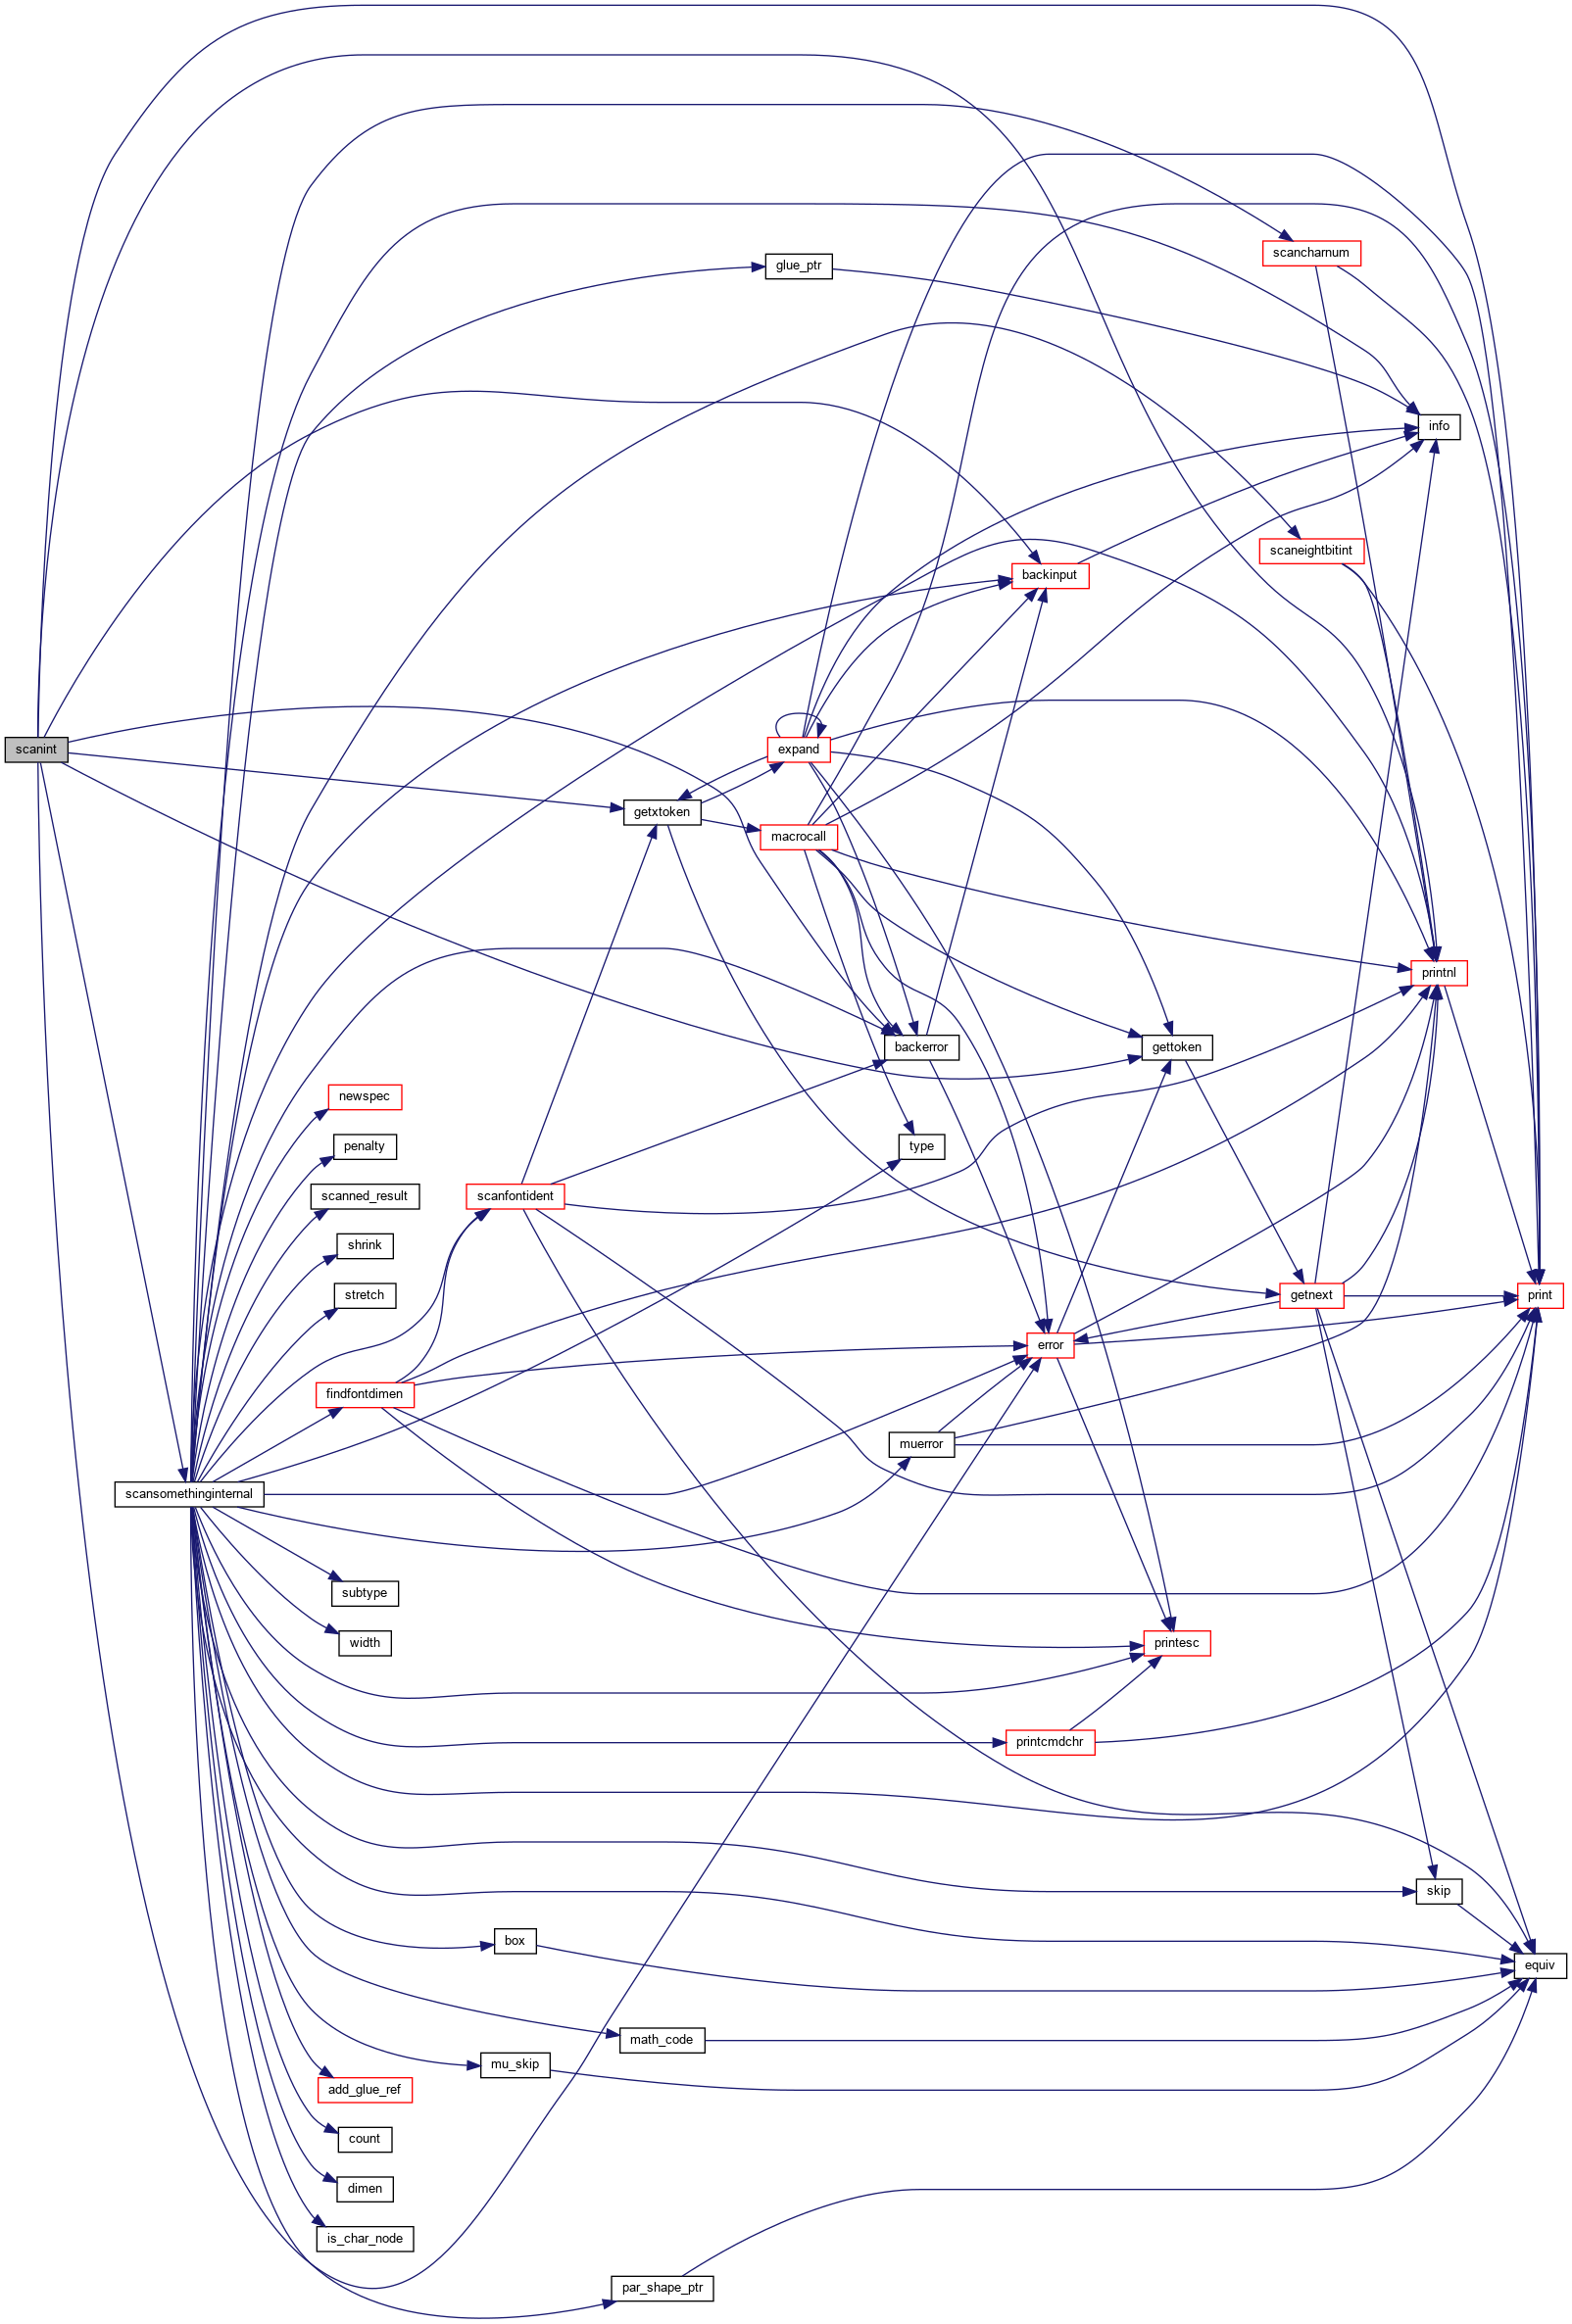 scancharnum
glue_ptr
info
scaneightbitint
backinput
scanint
expand
getxtoken
macrocall
printnl
backerror
gettoken
newspec
penalty
type
scanned_result
scanfontident
shrink
stretch
getnext
print
error
findfontdimen
muerror
scansomethinginternal
subtype
width
printesc
printcmdchr
skip
box
equiv
math_code
mu_skip
add_glue_ref
count
dimen
is_char_node
par_shape_ptr